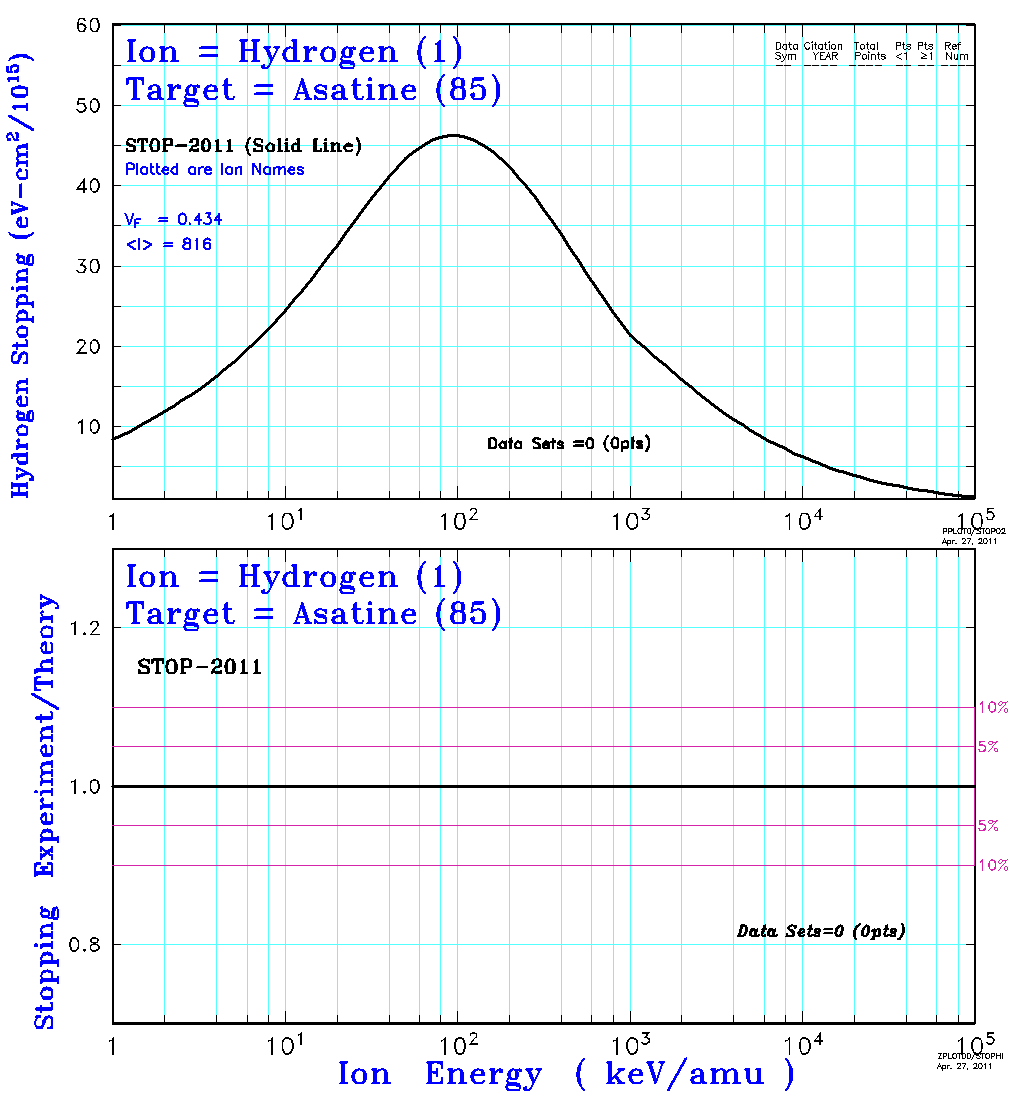 Ion = Hydrogen (1)
Target = Asatine (85)
STOP-2011 (Solid Line)
Plotted are Ion Names
V_F = 0.434
<I> = 816
Data Citation Total Pts Pts Ref
Sym YEAR Points <1 ≥1 Num
Data Sets =0 (0pts)
Hydrogen Stopping (eV-cm²/10¹⁵)
60
50
40
30
20
10
1 10¹ 10² 10³ 10⁴ 10⁵
PPLOTQ/STOP02
Apr. 27, 2011
Ion = Hydrogen (1)
Target = Asatine (85)
STOP-2011
Stopping Experiment/Theory
1.2
1.0
0.8
10%
5%
5%
10%
Data Sets=0 (0pts)
1 10¹ 10² 10³ 10⁴ 10⁵
Ion Energy ( keV/amu )
Apr. 27, 2011